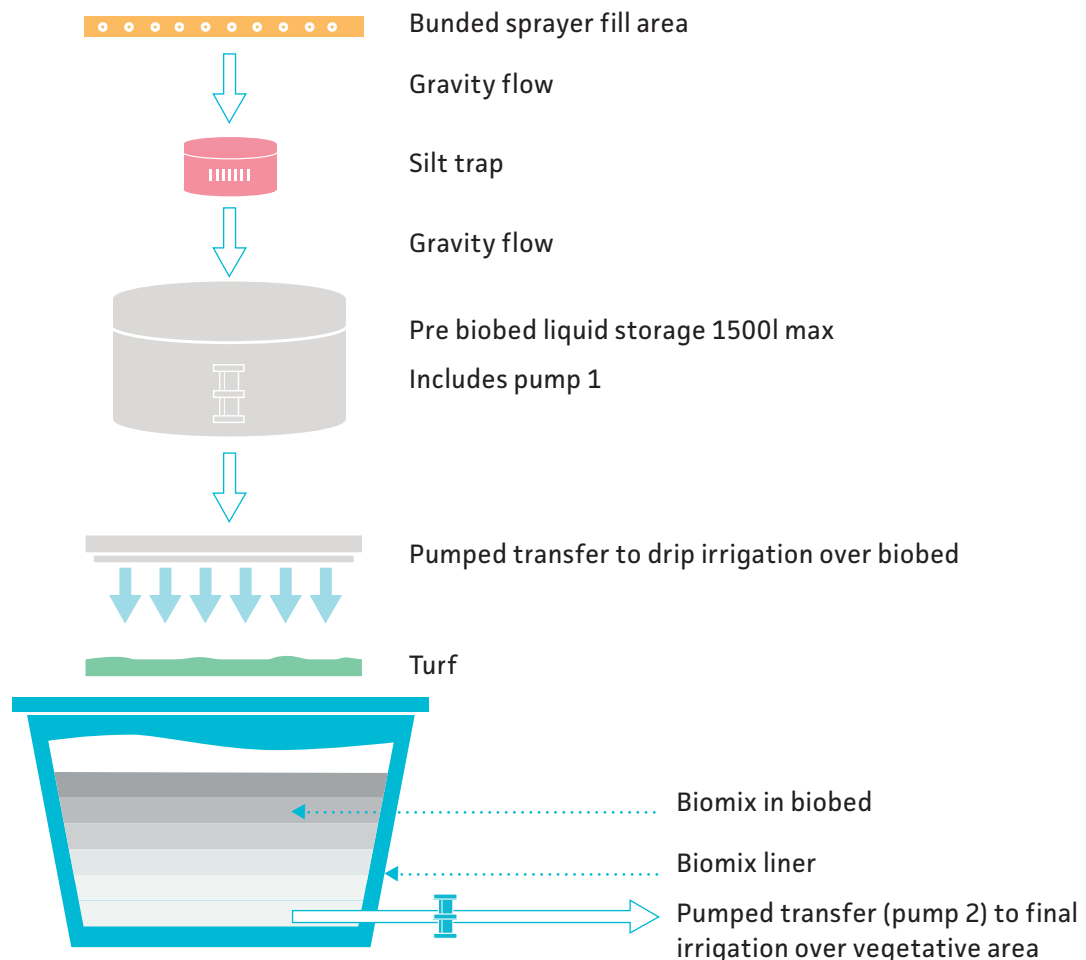 Bunded sprayer fill area
Gravity flow
Silt trap
Gravity flow
Pre biobed liquid storage 1500l max
Includes pump 1
Pumped transfer to drip irrigation over biobed
Turf
Biomix in biobed
Biomix liner
Pumped transfer (pump 2) to final
irrigation over vegetative area